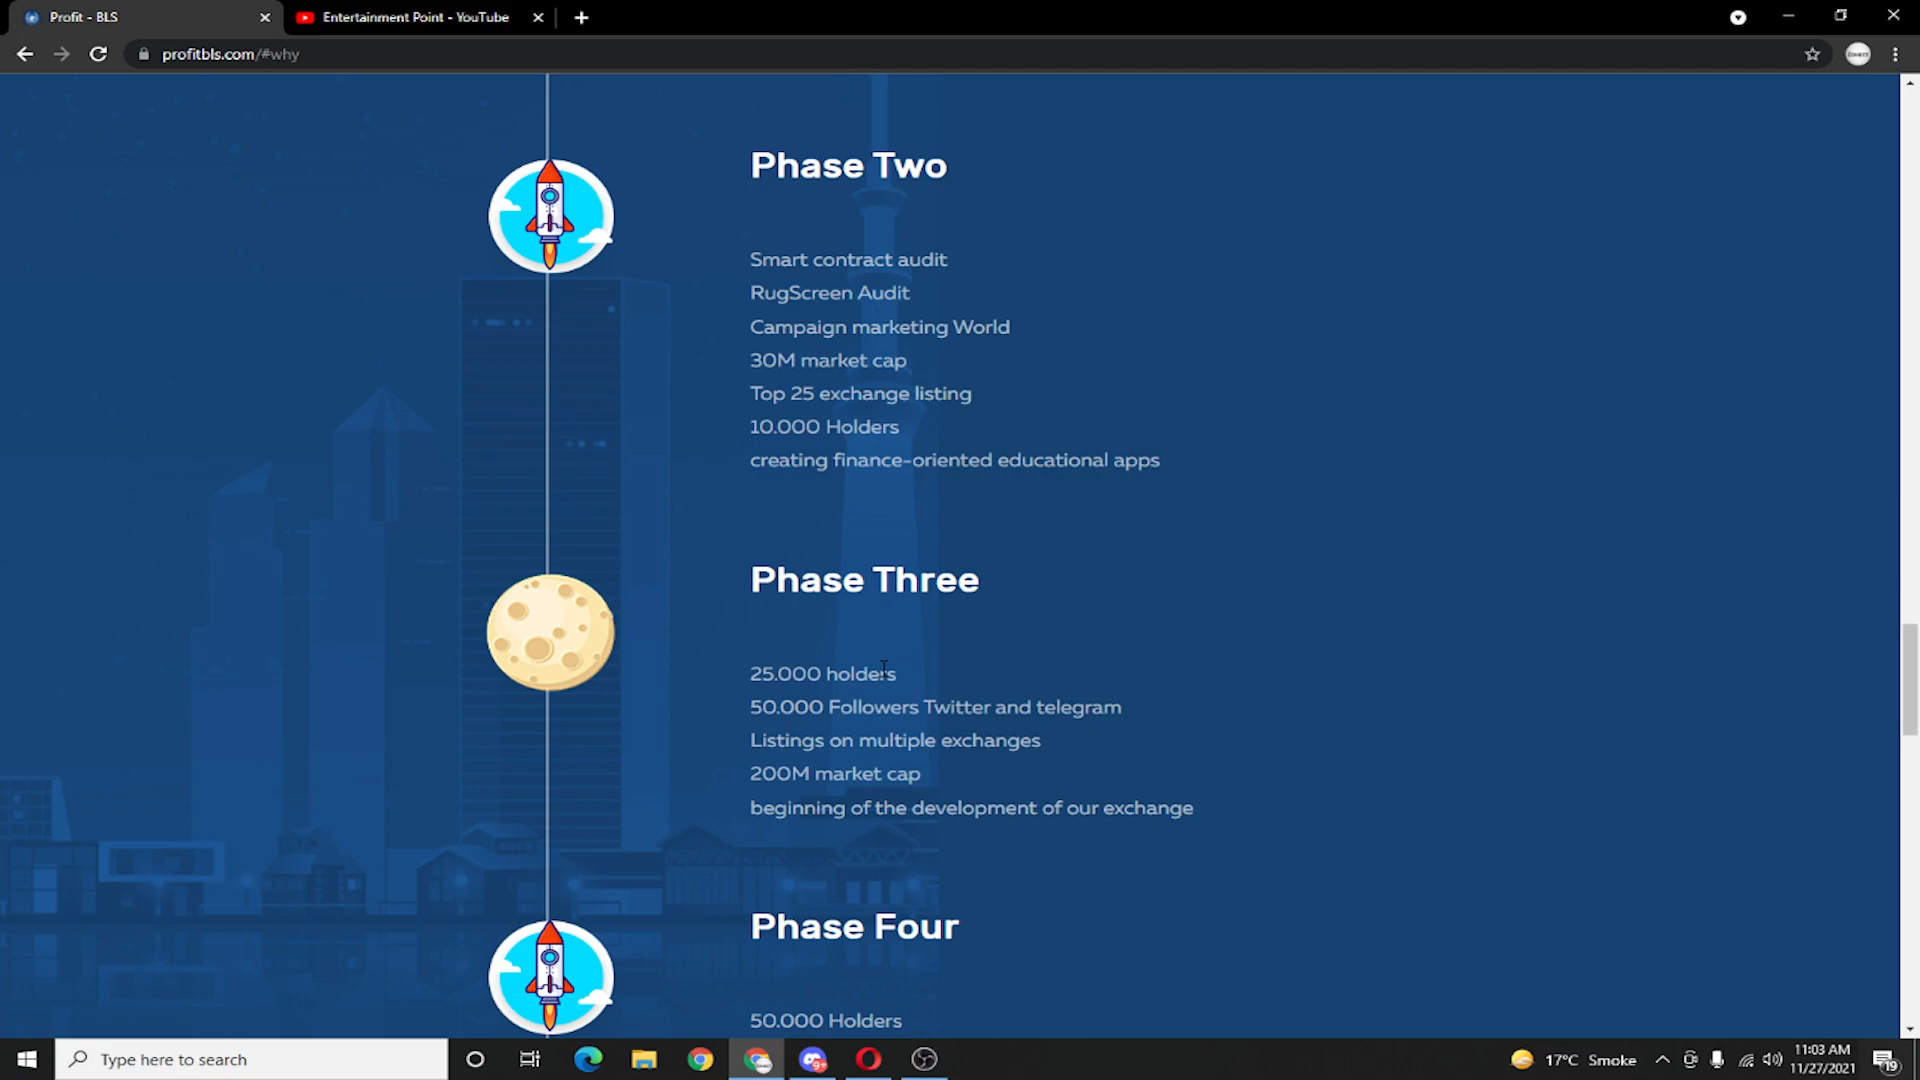 Profit - BLS
Entertainment Point - YouTube
profitbls.com/#why
Phase Two
Smart contract audit
RugScreen Audit
Campaign marketing World
30M market cap
Top 25 exchange listing
10.000 Holders
creating finance-oriented educational apps
Phase Three
25.000 holders
50.000 Followers Twitter and telegram
Listings on multiple exchanges
200M market cap
beginning of the development of our exchange
Phase Four
50.000 Holders
Type here to search
17°C Smoke
11:03 AM
11/27/2021
19